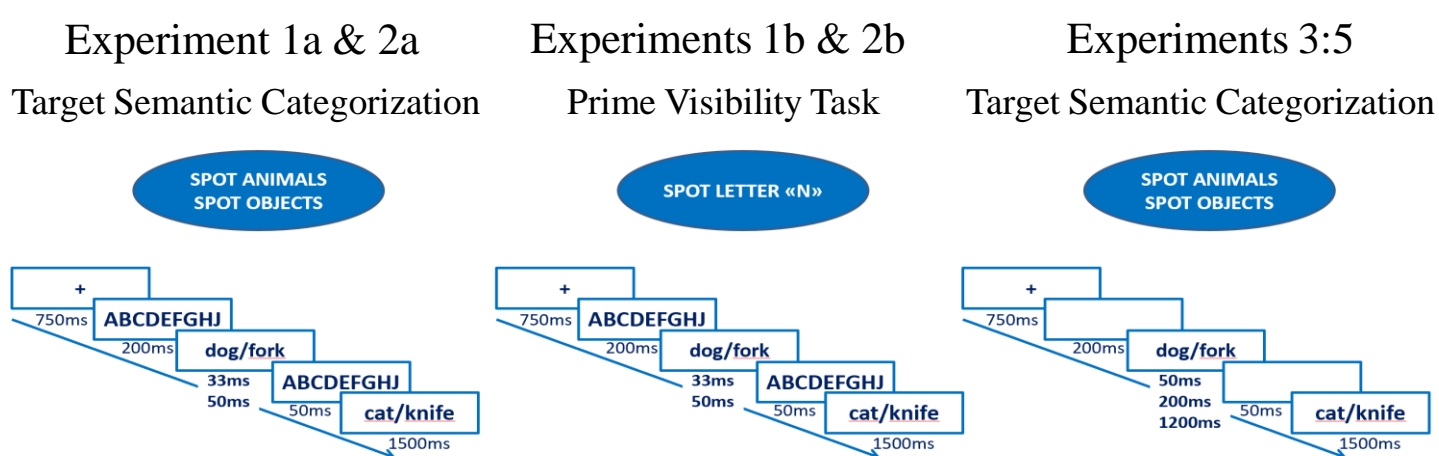 Experiment 1a & 2a
Target Semantic Categorization
SPOT ANIMALS
SPOT OBJECTS
+
750ms
ABCDEFGHJ
200ms
dog/fork
33ms
50ms
ABCDEFGHJ
50ms
cat/knife
1500ms
Experiments 1b & 2b
Prime Visibility Task
SPOT LETTER «N»
+
750ms
ABCDEFGHJ
200ms
dog/fork
33ms
50ms
ABCDEFGHJ
50ms
cat/knife
1500ms
Experiments 3:5
Target Semantic Categorization
SPOT ANIMALS
SPOT OBJECTS
+
750ms
200ms
dog/fork
50ms
200ms
1200ms
50ms
cat/knife
1500ms